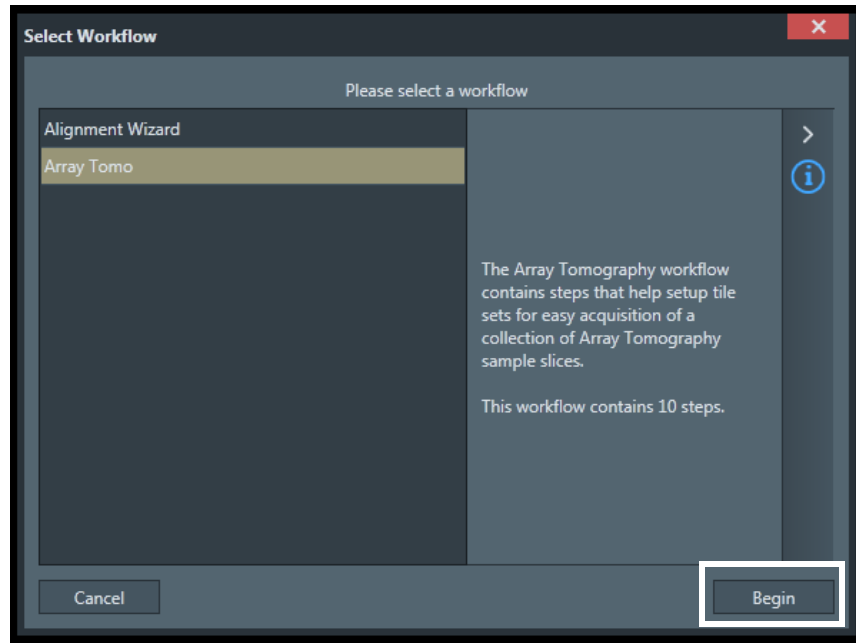 Select Workflow
Please select a workflow
Alignment Wizard
Array Tomo
The Array Tomography workflow
contains steps that help setup tile
sets for easy acquisition of a
collection of Array Tomography
sample slices.
This workflow contains 10 steps.
Cancel
Begin